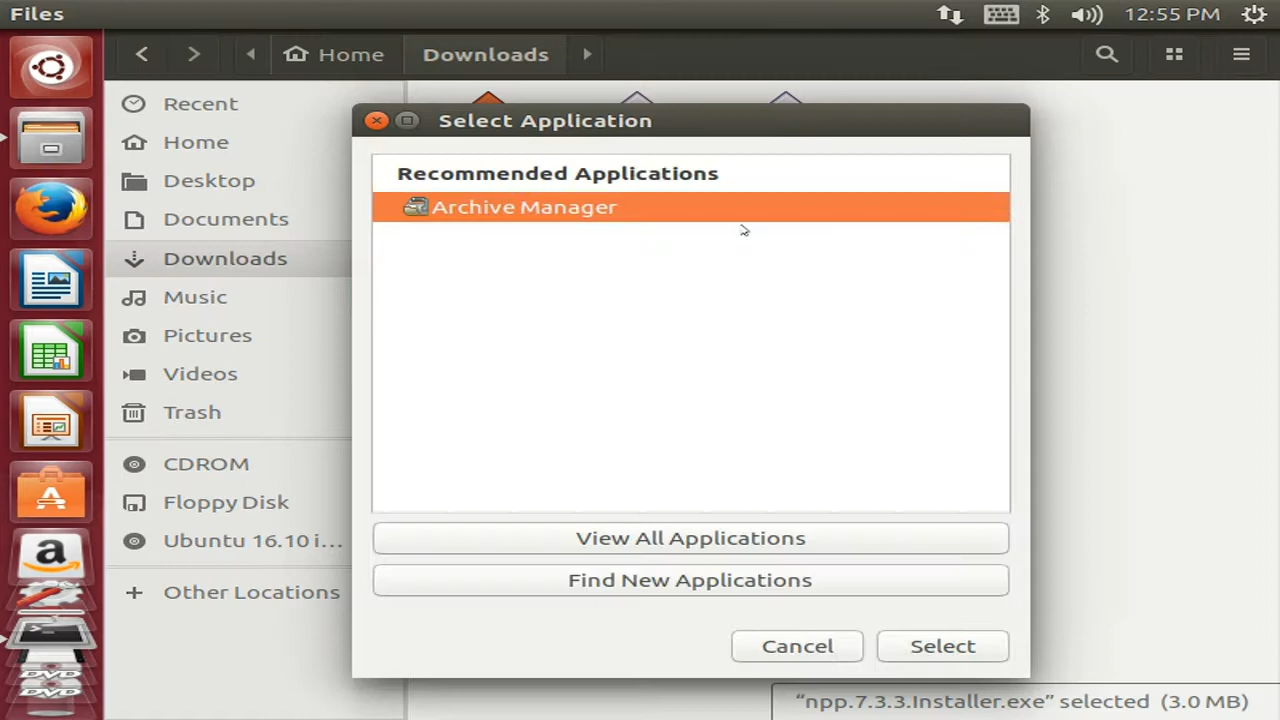 Files
12:55 PM
Home
Downloads
Recent
Home
Desktop
Documents
Downloads
Music
Pictures
Videos
Trash
CDROM
Floppy Disk
Ubuntu 16.10 i...
Other Locations
Select Application
Recommended Applications
Archive Manager
View All Applications
Find New Applications
Cancel
Select
“npp.7.3.3.Installer.exe” selected (3.0 MB)
A
a
DVD
DVD